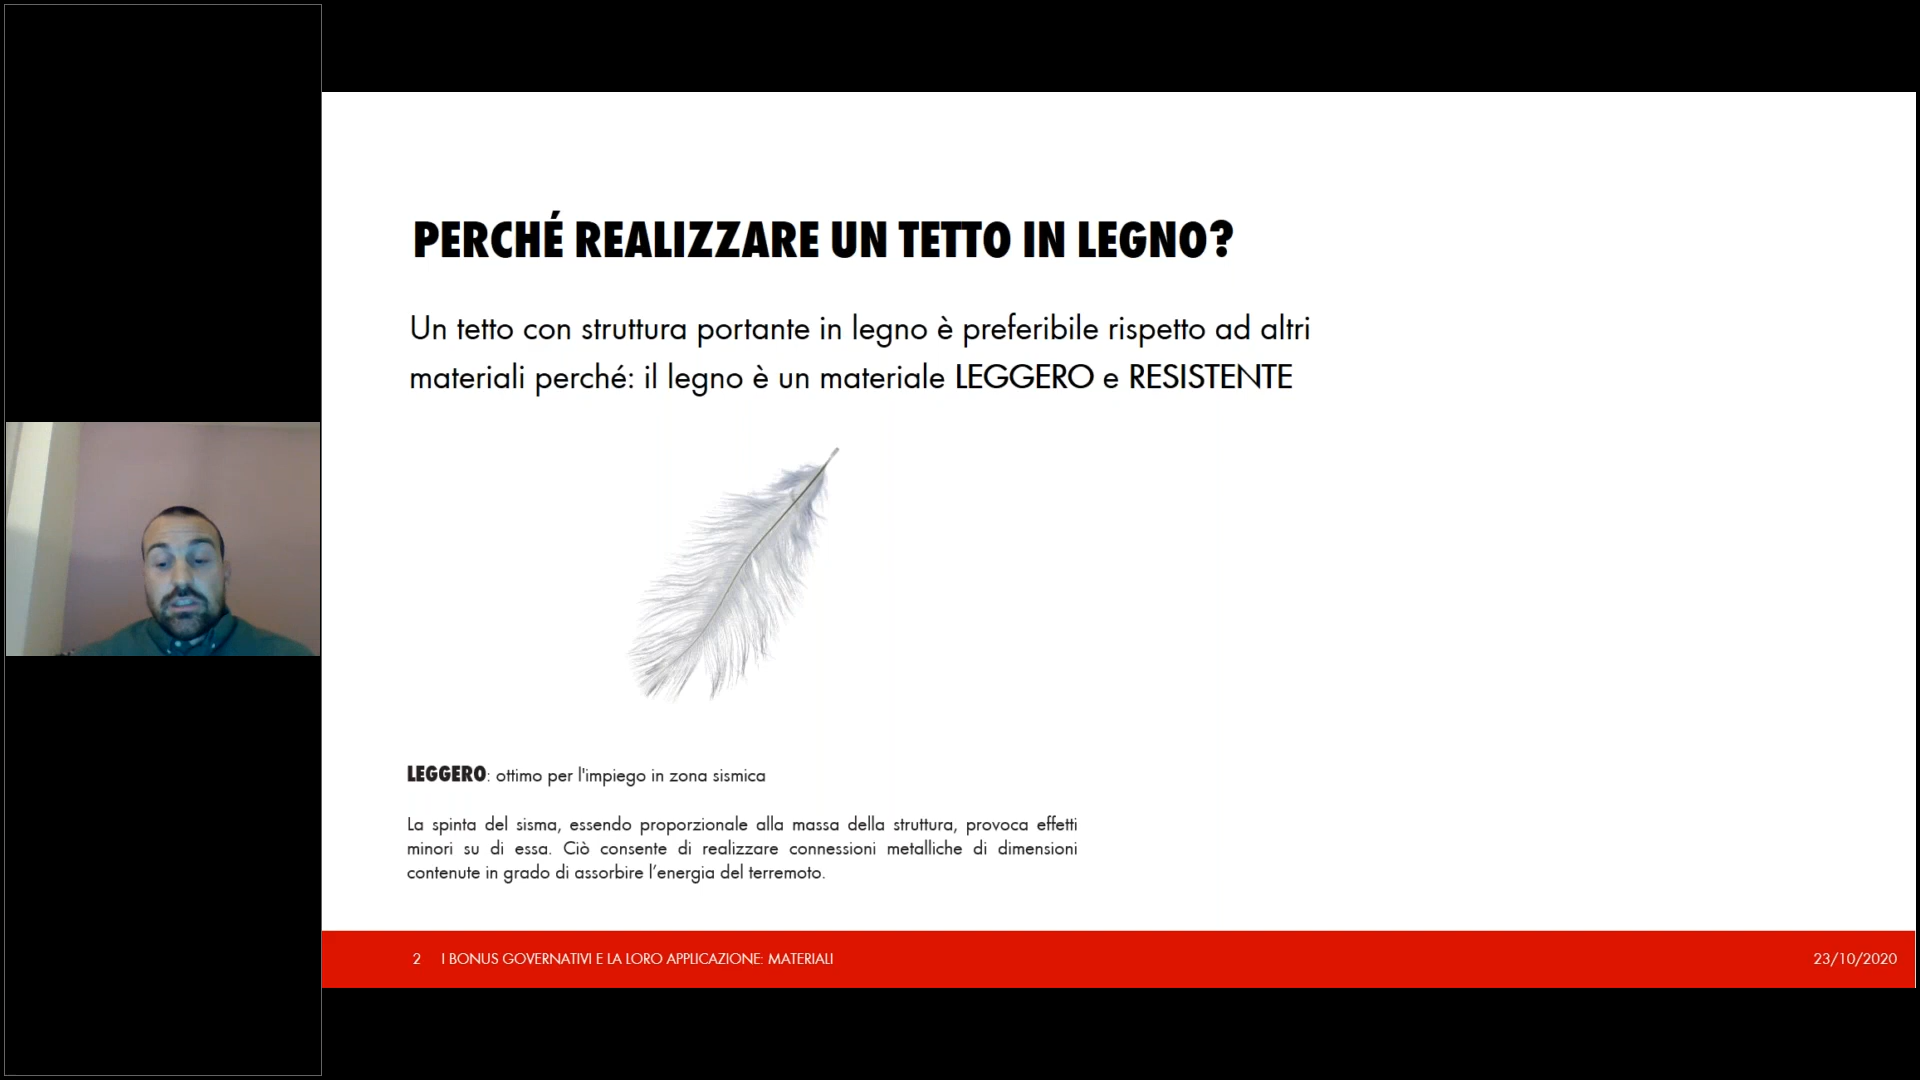 PERCHÉ REALIZZARE UN TETTO IN LEGNO?
Un tetto con struttura portante in legno è preferibile rispetto ad altri
materiali perché: il legno è un materiale LEGGERO e RESISTENTE
LEGGERO: ottimo per l'impiego in zona sismica
La spinta del sisma, essendo proporzionale alla massa della struttura, provoca effetti
minori su di essa. Ciò consente di realizzare connessioni metalliche di dimensioni
contenute in grado di assorbire l’energia del terremoto.
2 I BONUS GOVERNATIVI E LA LORO APPLICAZIONE: MATERIALI
23/10/2020